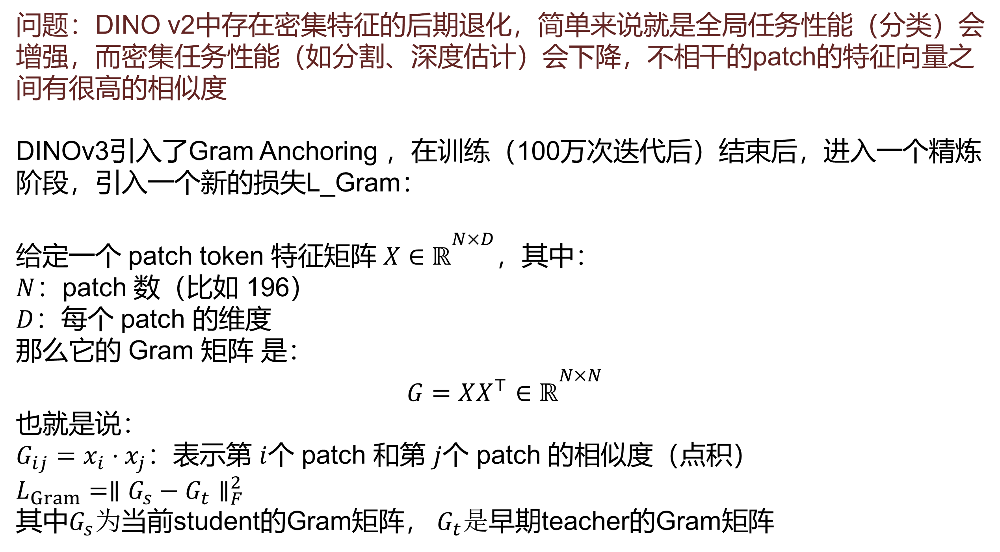 问题：DINO v2中存在密集特征的后期退化，简单来说就是全局任务性能（分类）会
增强，而密集任务性能（如分割、深度估计）会下降，不相干的patch的特征向量之
间有很高的相似度
DINOv3引入了Gram Anchoring ，在训练（100万次迭代后）结束后，进入一个精炼
阶段，引入一个新的损失L_Gram：
给定一个 patch token 特征矩阵 X ∈ ℝ^{N×D}，其中：
N：patch 数（比如 196）
D：每个 patch 的维度
那么它的 Gram 矩阵 是：
G = XX^⊤ ∈ ℝ^{N×N}
也就是说：
G_{ij} = x_i · x_j：表示第 i个 patch 和第 j个 patch 的相似度（点积）
L_{Gram} =∥ G_s − G_t ∥_F^2
其中G_s为当前student的Gram矩阵， G_t是早期teacher的Gram矩阵